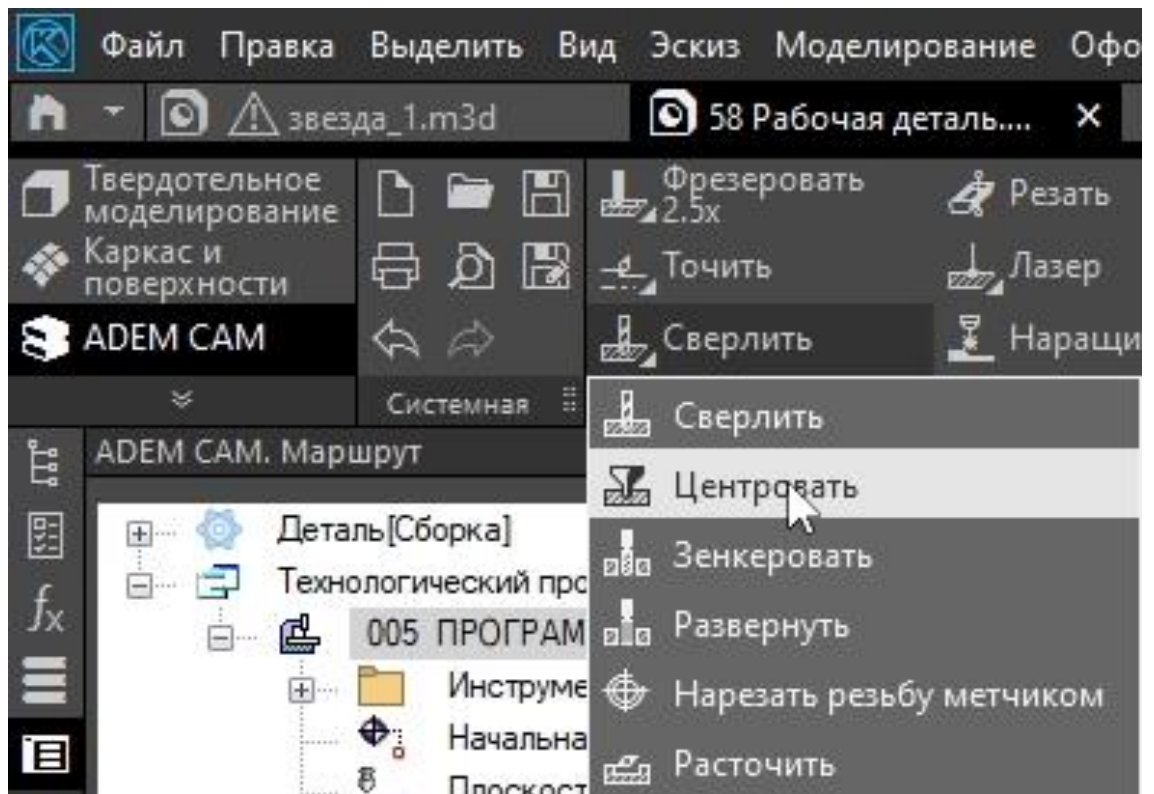 Файл Правка Выделить Вид Эскиз Моделирование Офо
звезда_1.m3d 58 Рабочая деталь.... ×
Твердотельное
моделирование
Каркас и
поверхности
ADEM CAM
Системная
Фрезеровать
2.5x
Точить
Сверлить
Резать
Лазер
Наращи
Сверлить
Центровать
Зенкеровать
Развернуть
Нарезать резьбу метчиком
Расточить
ADEM CAM. Маршрут
Деталь[Сборка]
Технологический про
005 ПРОГРАМ
Инструме
Начальна
Плоскост
fx